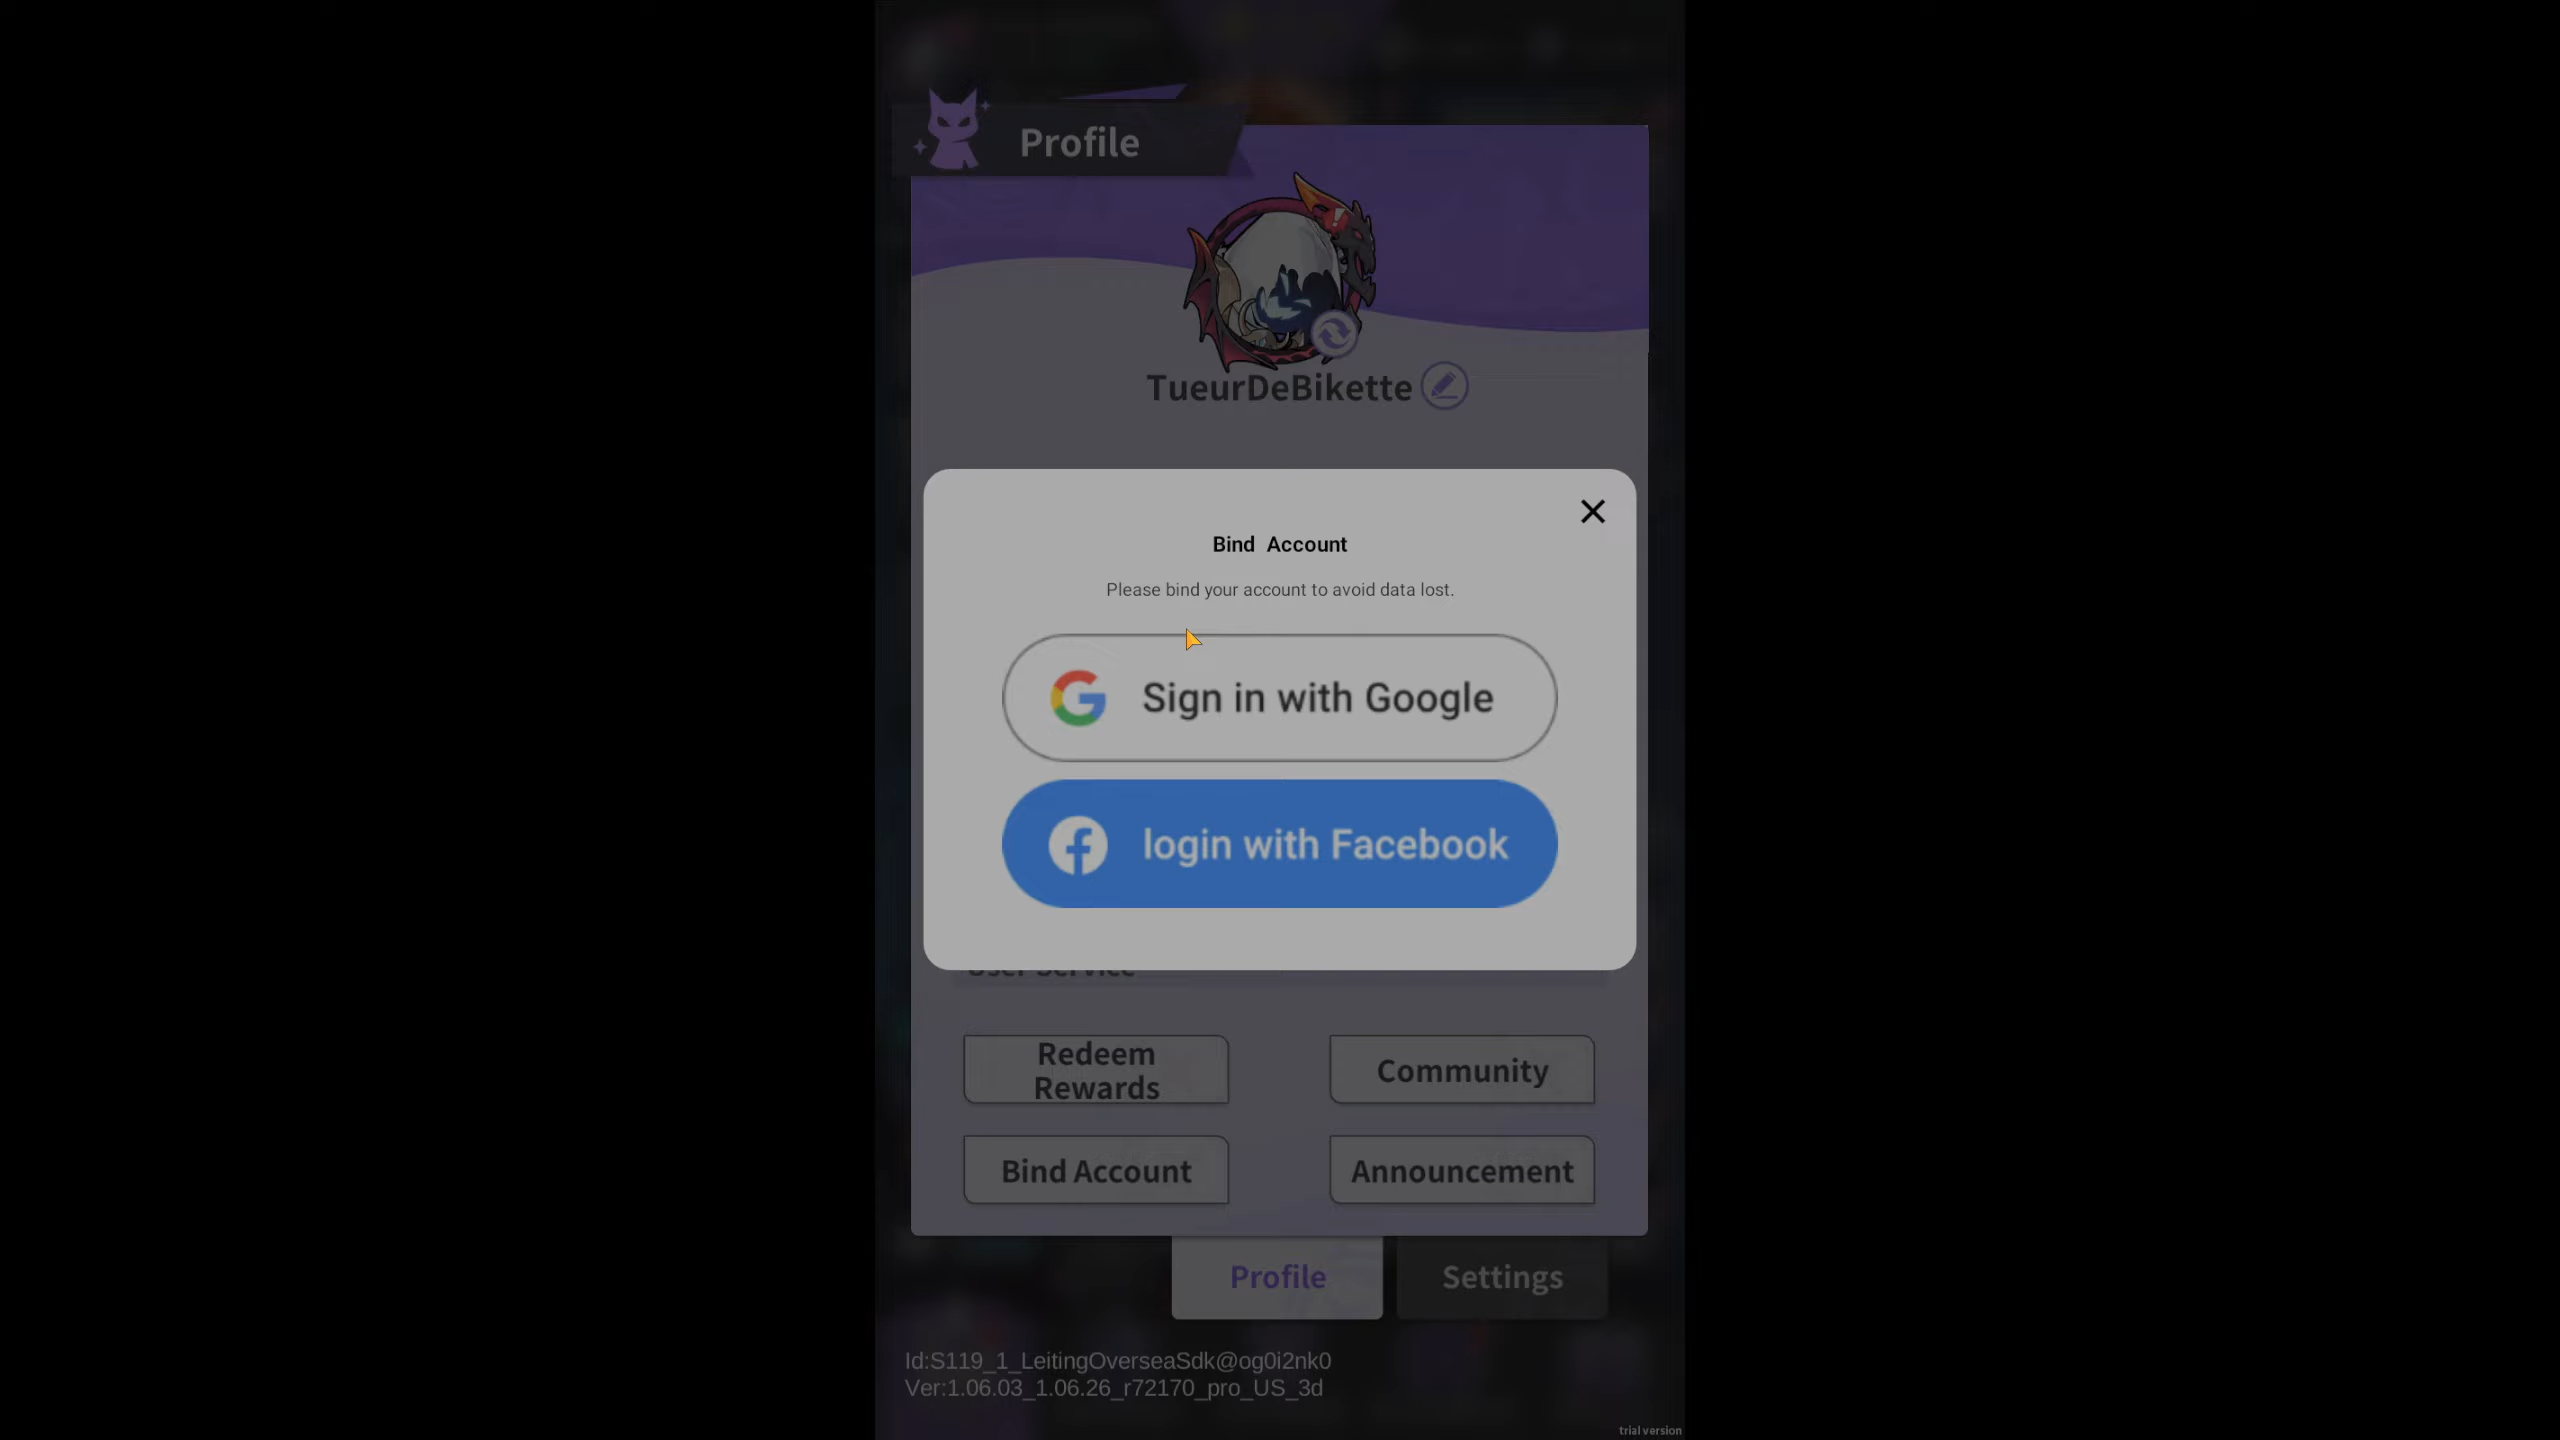 Profile
TueurDeBikette
Bind Account
Please bind your account to avoid data lost.
Sign in with Google
login with Facebook
User Service
Redeem
Rewards
Community
Bind Account
Announcement
Profile
Settings
Id:S119_1_LeitingOverseaSdk@og0i2nk0
Ver:1.06.03_1.06.26_r72170_pro_US_3d
trial version